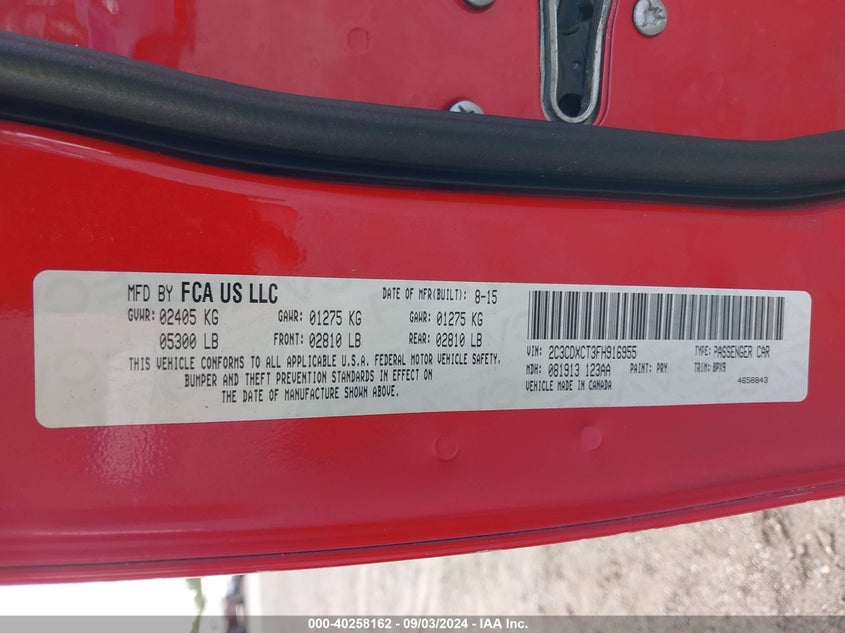 MFD BY FCA US LLC
DATE OF MFR(BUILT): 8-15
GVWR: 02405 KG GAWR: 01275 KG GAWR: 01275 KG
05300 LB FRONT: 02810 LB REAR: 02810 LB
THIS VEHICLE CONFORMS TO ALL APPLICABLE U.S.A. FEDERAL MOTOR VEHICLE SAFETY,
BUMPER AND THEFT PREVENTION STANDARDS IN EFFECT ON
THE DATE OF MANUFACTURE SHOWN ABOVE.
VIN: 2C3CDXCT3FH916955 TYPE: PASSENGER CAR
MDH: 081913 123AA PAINT: PRY TRIM: BPX9
VEHICLE MADE IN CANADA 4658843
000-40258162 - 09/03/2024 - IAA Inc.